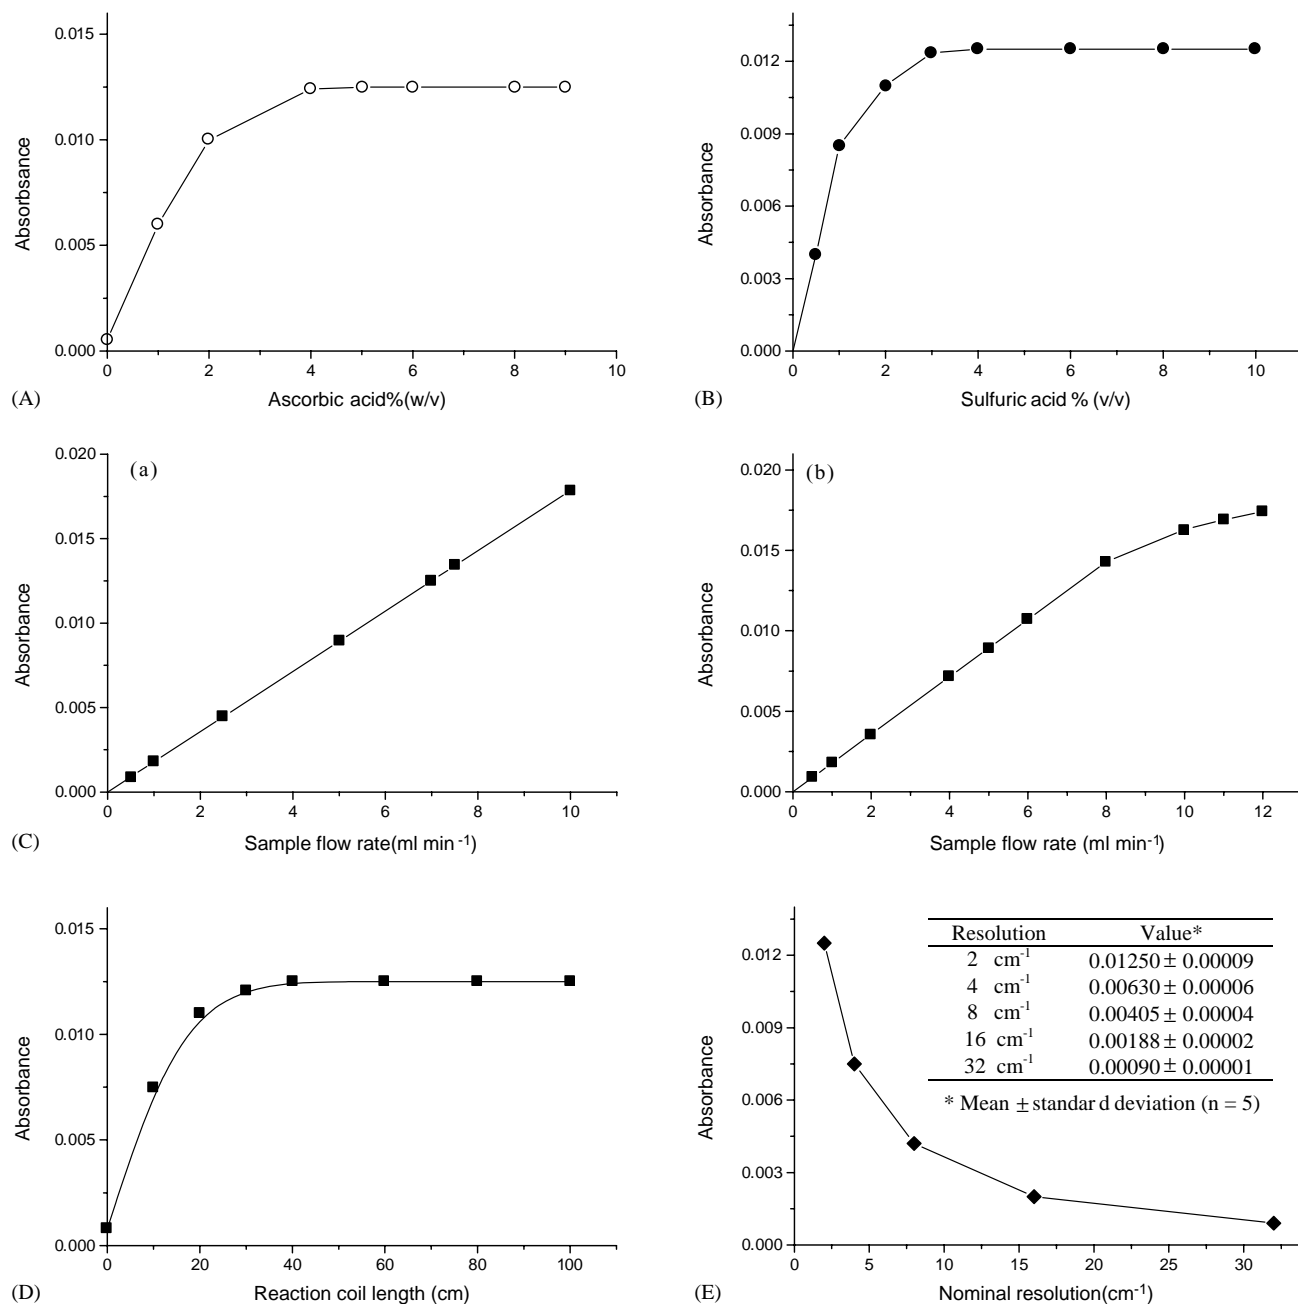 0.015
0.010
0.005
0.000
Absorbsance
0 2 4 6 8 10
Ascorbic acid%(w/v)
(A)
0.012
0.009
0.006
0.003
0.000
Absorbance
0 2 4 6 8 10
Sulfuric acid % (v/v)
(B)
(a)
0.020
0.015
0.010
0.005
0.000
Absorbance
0 2 4 6 8 10
Sample flow rate(ml min -1)
(C)
(b)
0.020
0.015
0.010
0.005
0.000
Absorbance
0 2 4 6 8 10 12
Sample flow rate (ml min-1)
0.015
0.010
0.005
0.000
Absorbance
0 20 40 60 80 100
Reaction coil length (cm)
(D)
0.012
0.009
0.006
0.003
0.000
Absorbance
Resolution Value*
2 cm-1 0.01250 ± 0.00009
4 cm-1 0.00630 ± 0.00006
8 cm-1 0.00405 ± 0.00004
16 cm-1 0.00188 ± 0.00002
32 cm-1 0.00090 ± 0.00001
* Mean ± standar d deviation (n = 5)
0 5 10 15 20 25 30
Nominal resolution(cm-1)
(E)